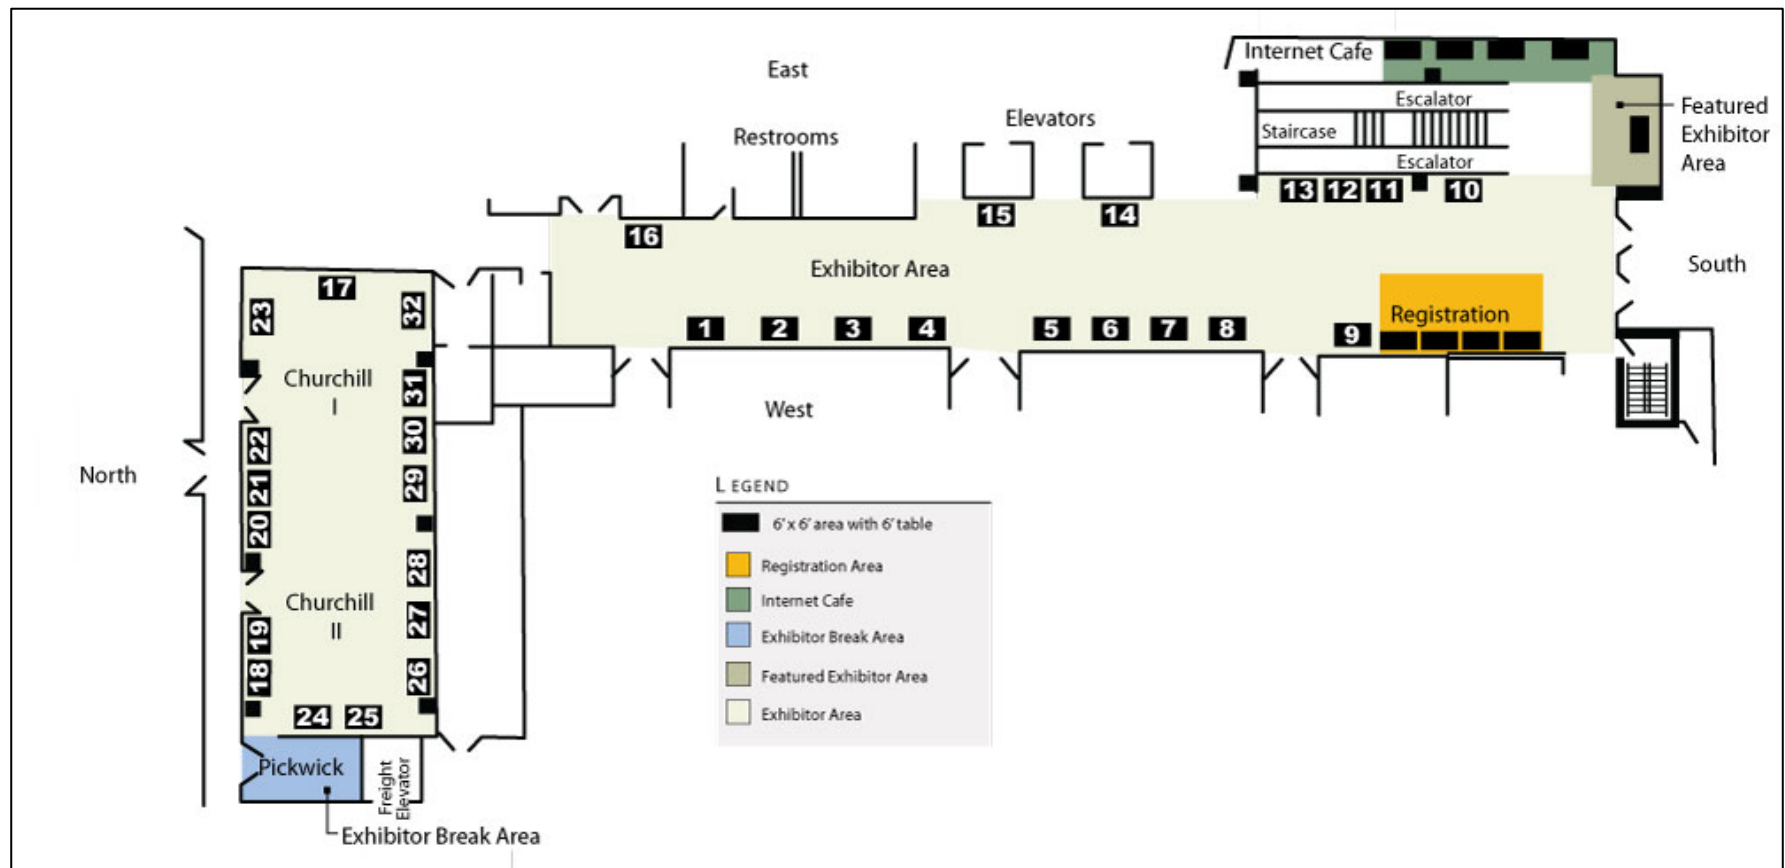 East
Internet Cafe
Escalator
Staircase
Escalator
Featured
Exhibitor
Area
Elevators
Restrooms
13 12 11 10
15 14
16
Exhibitor Area
South
Registration
1 2 3 4 5 6 7 8 9
West
North
17
23
32
Churchill
I
31
22
30
21
29
20
28
Churchill
II
27
19
26
18
24 25
Pickwick
Freight
Elevator
Exhibitor Break Area
LEGEND
6' x 6' area with 6' table
Registration Area
Internet Cafe
Exhibitor Break Area
Featured Exhibitor Area
Exhibitor Area